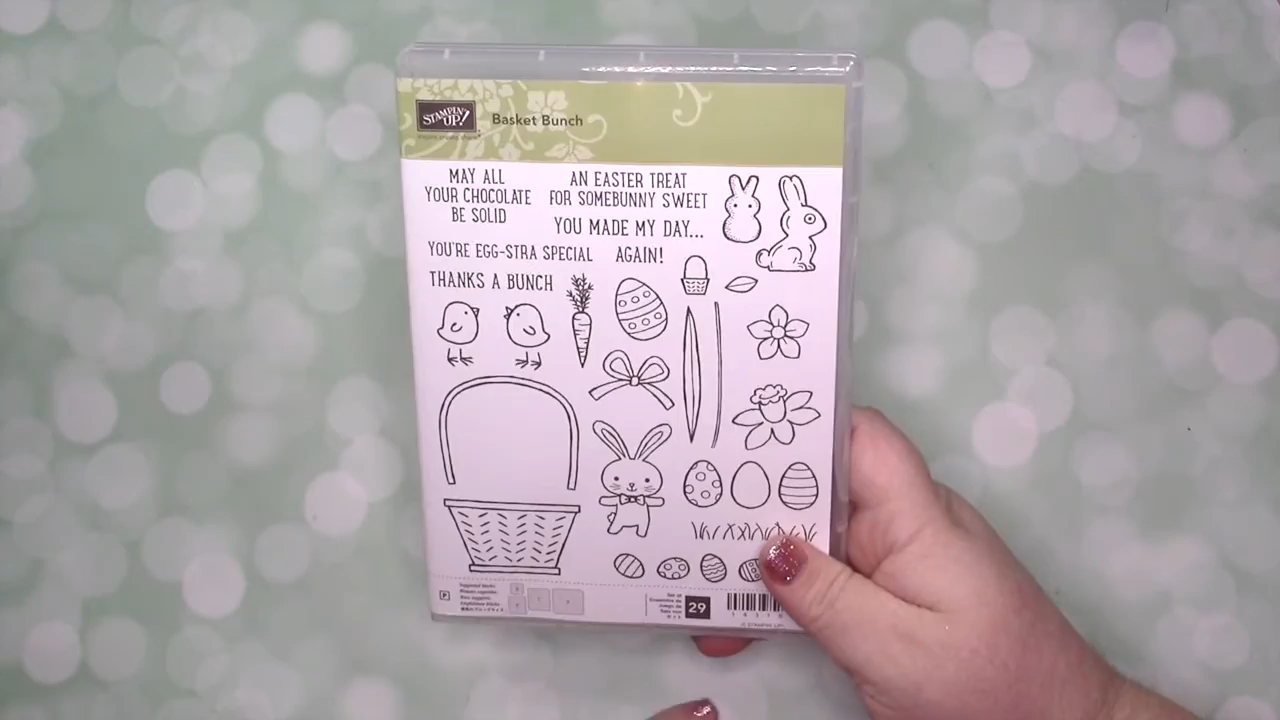 STAMPIN' UP!
Basket Bunch
MAY ALL
YOUR CHOCOLATE
BE SOLID
AN EASTER TREAT
FOR SOMEBUNNY SWEET
YOU MADE MY DAY...
YOU'RE EGG-STRA SPECIAL
AGAIN!
THANKS A BUNCH
P
29